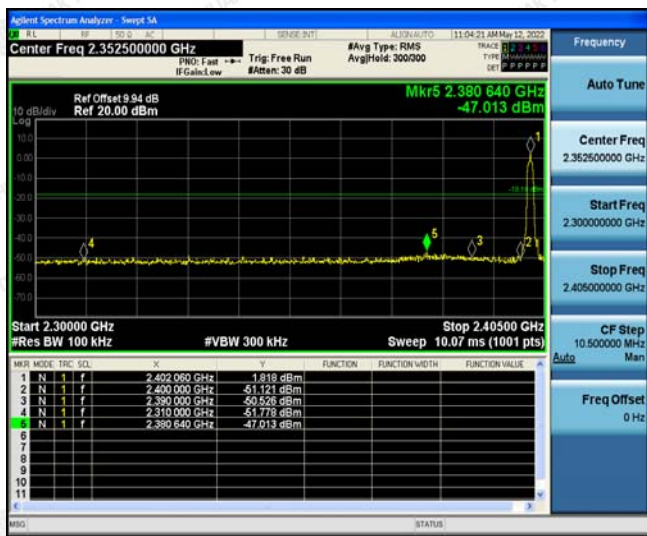 Agilent Spectrum Analyzer - Swept SA
RL RF 50 Ω AC SENSE:INT ALIGN AUTO 11:04:21 AM May 12, 2022
Center Freq 2.352500000 GHz
PNO: Fast
IFGain:Low
Trig: Free Run
#Atten: 30 dB
#Avg Type: RMS
Avg|Hold: 300/300
TRACE 1 2 3 4 5 6
TYPE
DET P P P P P P
Frequency
Auto Tune
Ref Offset 9.94 dB
Ref 20.00 dBm
10 dB/div
Log
Mkr5 2.380 640 GHz
-47.013 dBm
10.0
0.00
-10.0
-20.0
-30.0
-40.0
-50.0
-60.0
-70.0
1
2
3
4
5
Center Freq
2.352500000 GHz
Start Freq
2.300000000 GHz
Stop Freq
2.405000000 GHz
Start 2.30000 GHz Stop 2.40500 GHz
#Res BW 100 kHz #VBW 300 kHz Sweep 10.07 ms (1001 pts)
CF Step
10.500000 MHz
Auto Man
Freq Offset
0 Hz
MKR MODE TRC SCL X Y FUNCTION FUNCTION WIDTH FUNCTION VALUE
1 N 1 f 2.402 060 GHz 1.818 dBm
2 N 1 f 2.400 000 GHz -51.121 dBm
3 N 1 f 2.390 000 GHz -50.526 dBm
4 N 1 f 2.310 000 GHz -51.778 dBm
5 N 1 f 2.380 640 GHz -47.013 dBm
6
7
8
9
10
11
MSG STATUS